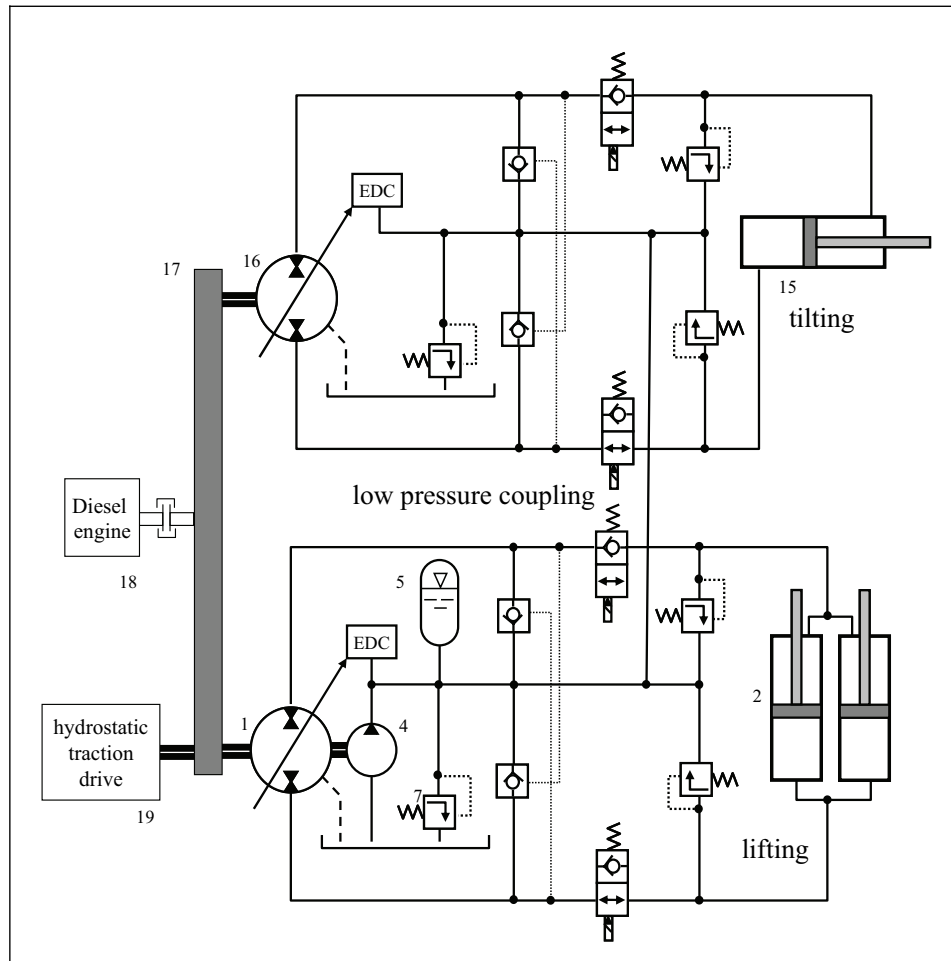 EDC
17
16
15
tilting
low pressure coupling
Diesel
engine
18
5
EDC
1
4
2
hydrostatic
traction
drive
7
19
lifting